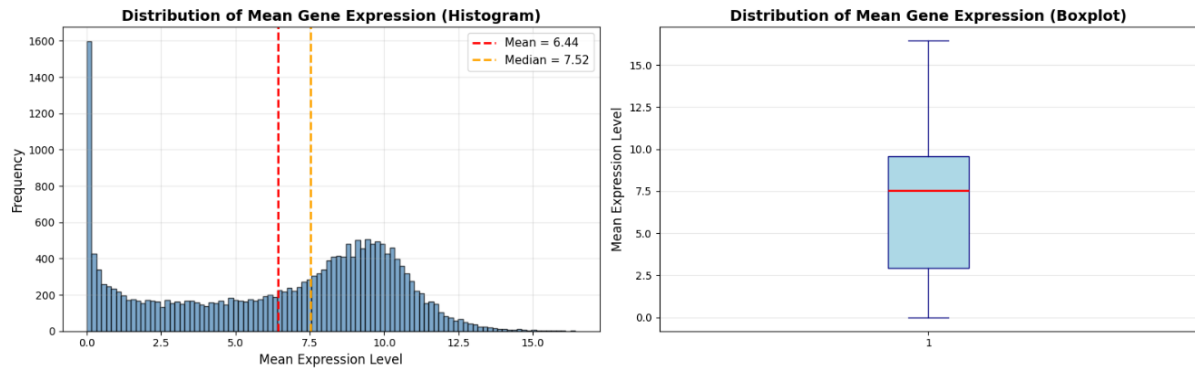 Distribution of Mean Gene Expression (Histogram)
1600
1400
1200
1000
800
600
400
200
0
Frequency
Mean = 6.44
Median = 7.52
0.0 2.5 5.0 7.5 10.0 12.5 15.0
Mean Expression Level
Distribution of Mean Gene Expression (Boxplot)
15.0
12.5
10.0
7.5
5.0
2.5
0.0
Mean Expression Level
1